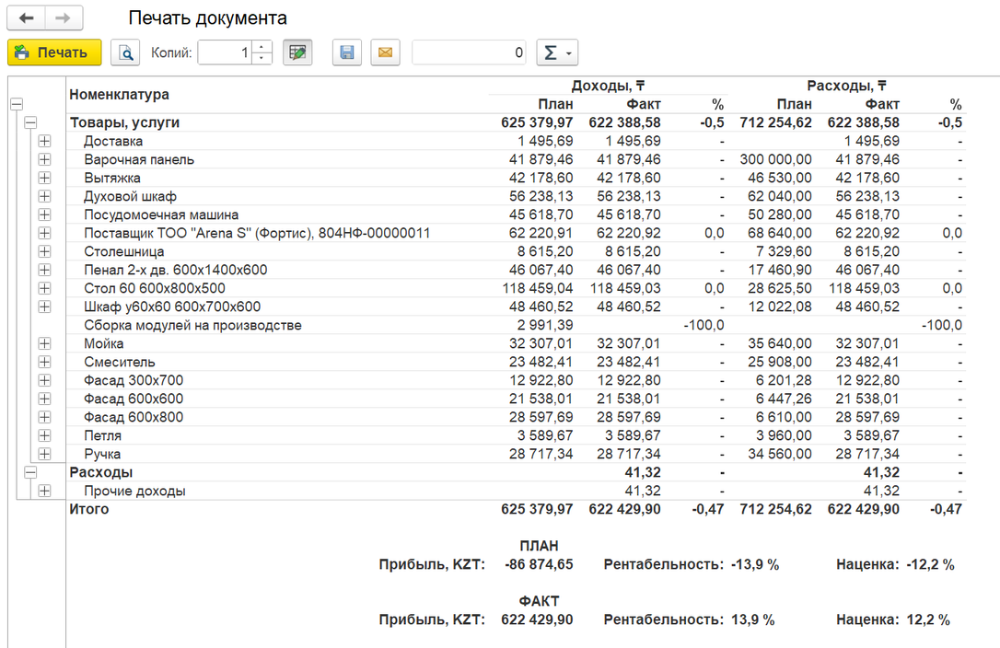 Печать документа
Печать Копий: 1 0 Σ
Доходы, ₸ Расходы, ₸
Номенклатура
План Факт % План Факт %
Товары, услуги 625 379,97 622 388,58 -0,5 712 254,62 622 388,58 -0,5
Доставка 1 495,69 1 495,69 - 1 495,69 -
Варочная панель 41 879,46 41 879,46 - 300 000,00 41 879,46 -
Вытяжка 42 178,60 42 178,60 - 46 530,00 42 178,60 -
Духовой шкаф 56 238,13 56 238,13 - 62 040,00 56 238,13 -
Посудомоечная машина 45 618,70 45 618,70 - 50 280,00 45 618,70 -
Поставщик ТОО "Arena S" (Фортис), 804НФ-00000011 62 220,91 62 220,92 0,0 68 640,00 62 220,92 0,0
Столешница 8 615,20 8 615,20 - 7 329,60 8 615,20 -
Пенал 2-х дв. 600х1400х600 46 067,40 46 067,40 - 17 460,90 46 067,40 -
Стол 60 600х800х500 118 459,04 118 459,03 0,0 28 625,50 118 459,03 0,0
Шкаф у60х60 600х700х600 48 460,52 48 460,52 - 12 022,08 48 460,52 -
Сборка модулей на производстве 2 991,39 -100,0 -100,0
Мойка 32 307,01 32 307,01 - 35 640,00 32 307,01 -
Смеситель 23 482,41 23 482,41 - 25 908,00 23 482,41 -
Фасад 300х700 12 922,80 12 922,80 - 6 201,28 12 922,80 -
Фасад 600х600 21 538,01 21 538,01 - 6 447,26 21 538,01 -
Фасад 600х800 28 597,69 28 597,69 - 6 610,00 28 597,69 -
Петля 3 589,67 3 589,67 - 3 960,00 3 589,67 -
Ручка 28 717,34 28 717,34 - 34 560,00 28 717,34 -
Расходы 41,32 - 41,32 -
Прочие доходы 41,32 - 41,32 -
Итого 625 379,97 622 429,90 -0,47 712 254,62 622 429,90 -0,47
ПЛАН
Прибыль, KZT: -86 874,65 Рентабельность: -13,9 % Наценка: -12,2 %
ФАКТ
Прибыль, KZT: 622 429,90 Рентабельность: 13,9 % Наценка: 12,2 %